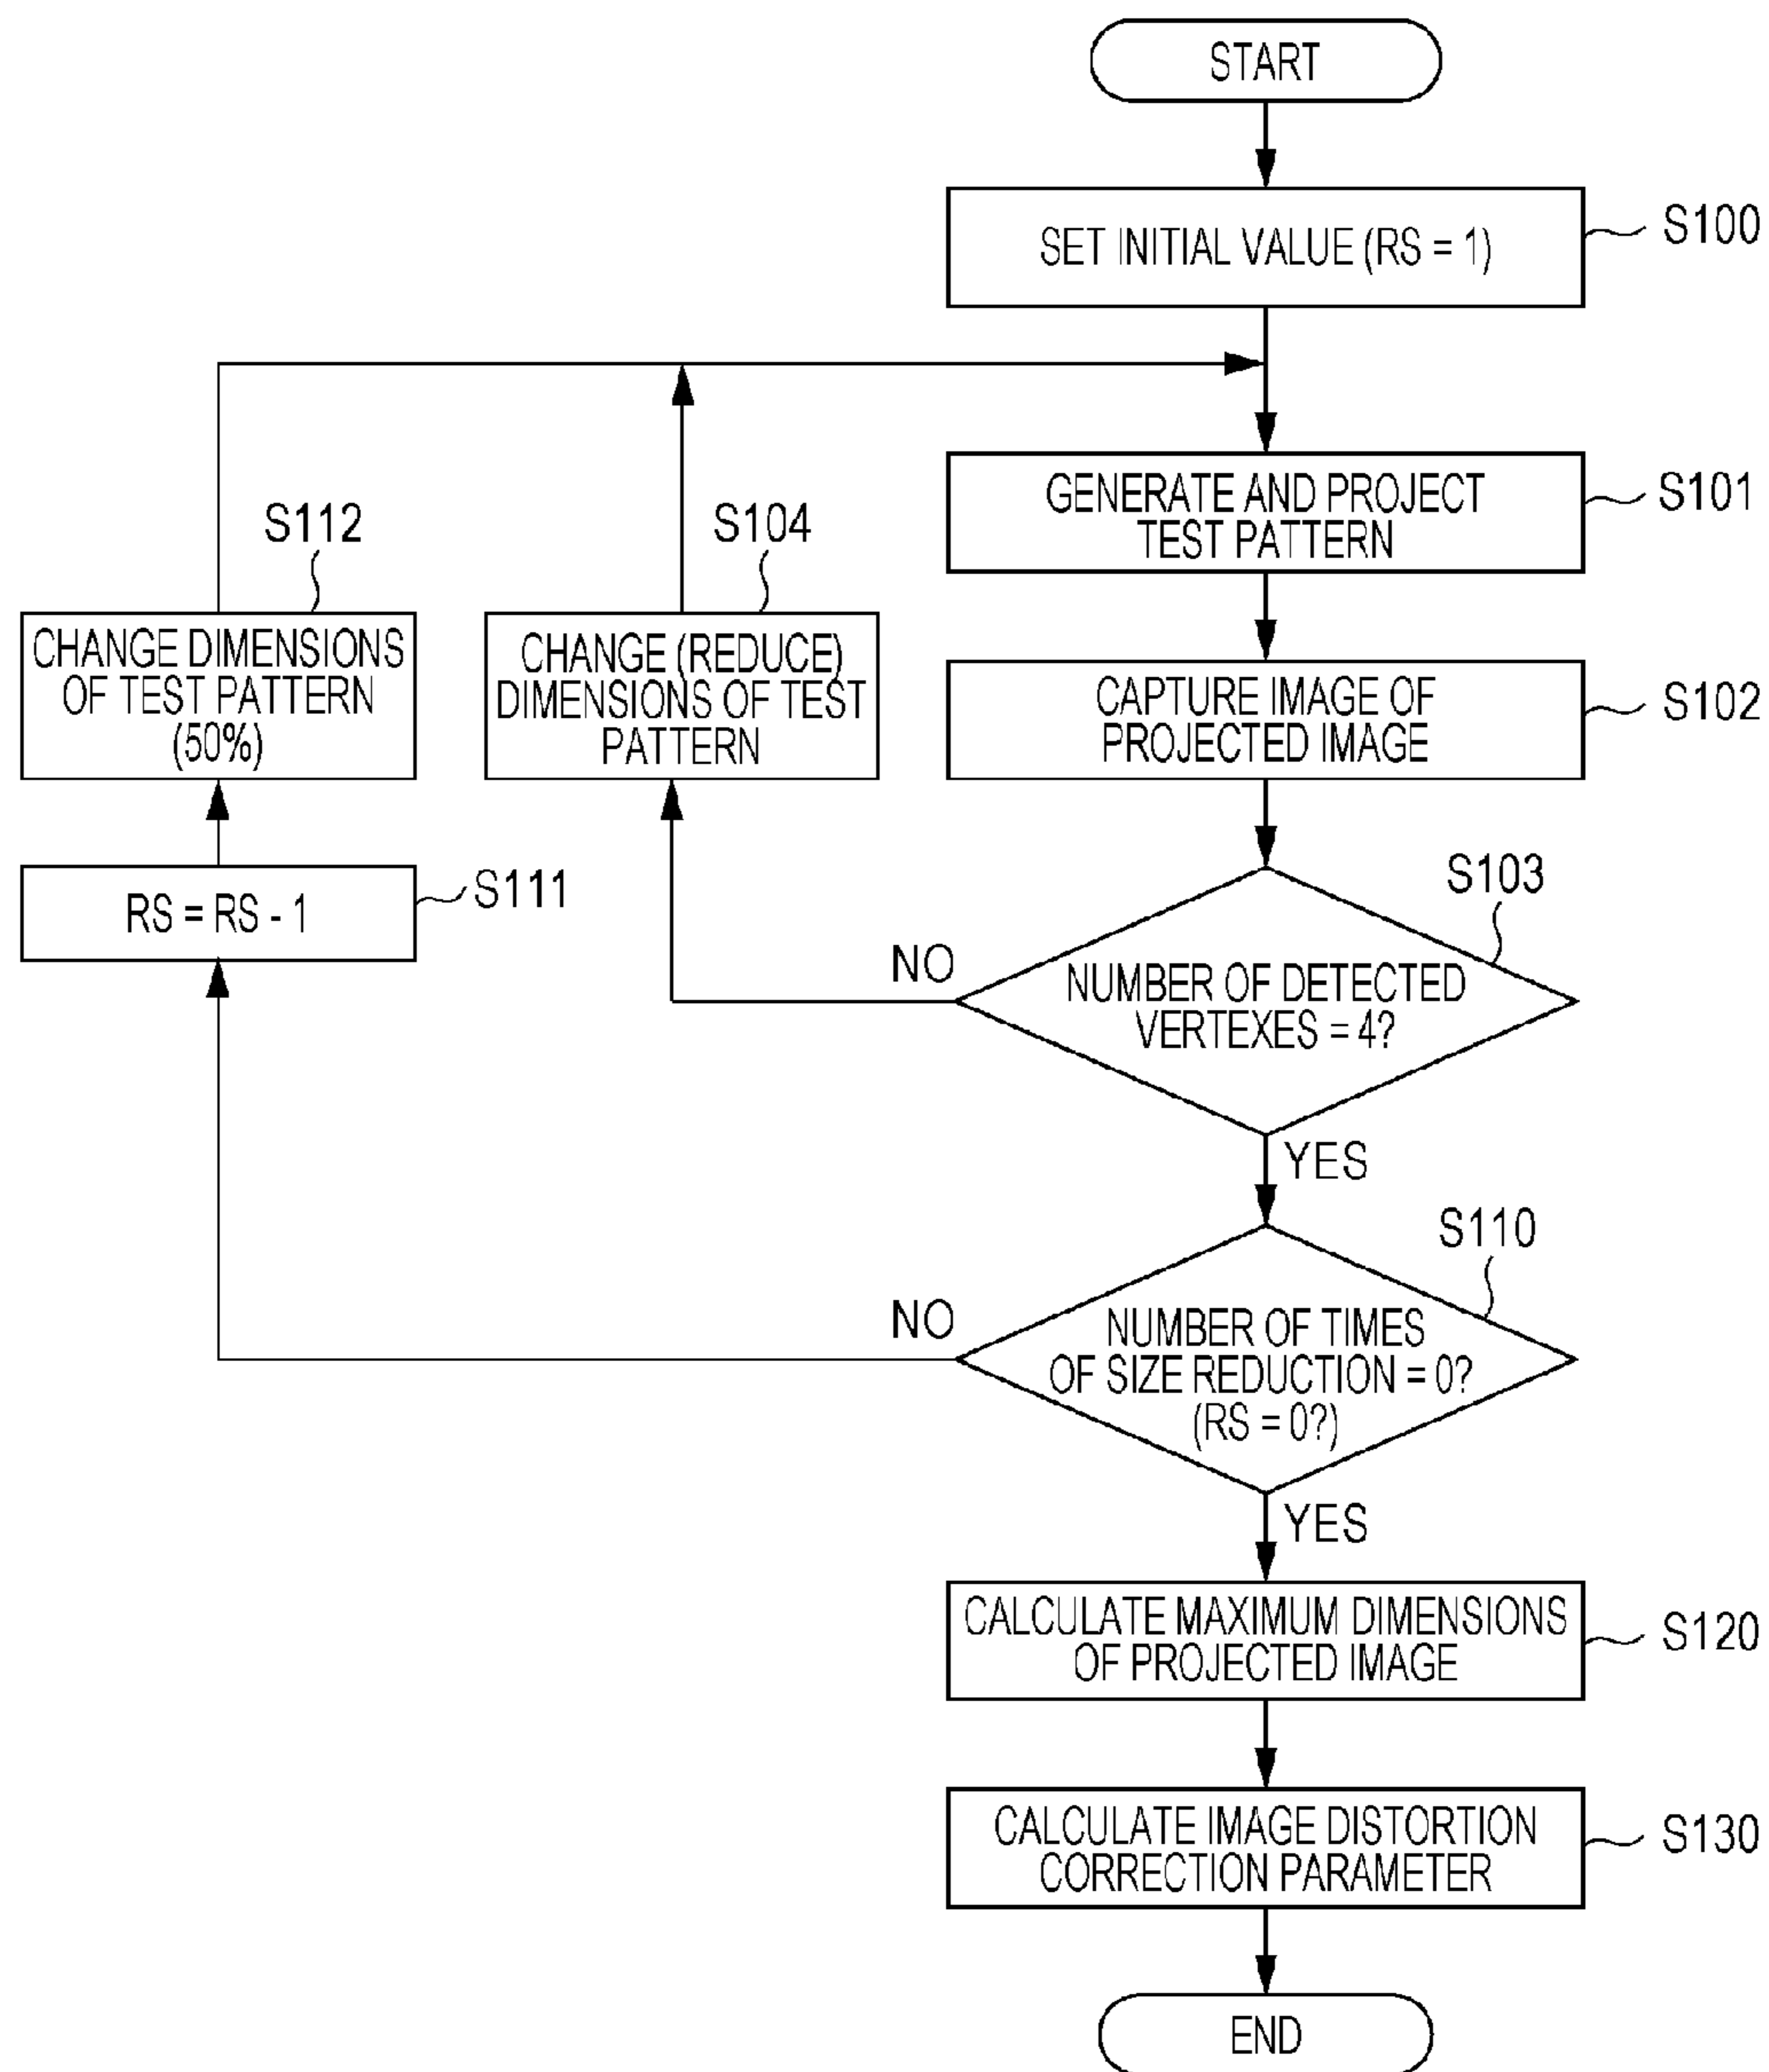 START
SET INITIAL VALUE (RS = 1)
S100
GENERATE AND PROJECT
TEST PATTERN
S101
S112
S104
CHANGE DIMENSIONS
OF TEST PATTERN
(50%)
CHANGE (REDUCE)
DIMENSIONS OF TEST
PATTERN
CAPTURE IMAGE OF
PROJECTED IMAGE
S102
RS = RS - 1
S111
S103
NO
NUMBER OF DETECTED
VERTEXES = 4?
YES
S110
NO
NUMBER OF TIMES
OF SIZE REDUCTION = 0?
(RS = 0?)
YES
CALCULATE MAXIMUM DIMENSIONS
OF PROJECTED IMAGE
S120
CALCULATE IMAGE DISTORTION
CORRECTION PARAMETER
S130
END